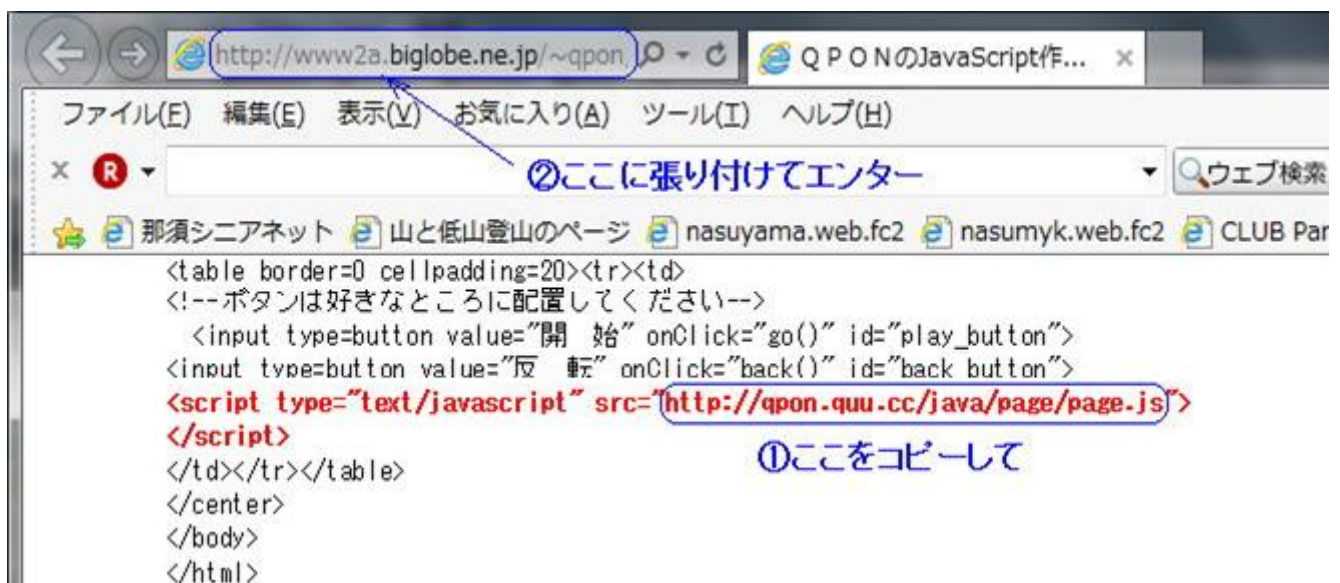 http://www2a.biglobe.ne.jp/~qpon
Q P O NのJavaScript作...
ファイル(F) 編集(E) 表示(V) お気に入り(A) ツール(T) ヘルプ(H)
R
②ここに張り付けてエンター
ウェブ検索
那須シニアネット 山と低山登山のページ nasuyama.web.fc2 nasumyk.web.fc2 CLUB Par
<table border=0 cellpadding=20><tr><td>
<!--ボタンは好きなところに配置してください-->
<input type=button value="開　始" onClick="go()" id="play_button">
<input type=button value="反　転" onClick="back()" id="back button">
<script type="text/javascript" src="http://qpon.quu.cc/java/page/page.js">
</script>
①ここをコピーして
</td></tr></table>
</center>
</body>
</html>